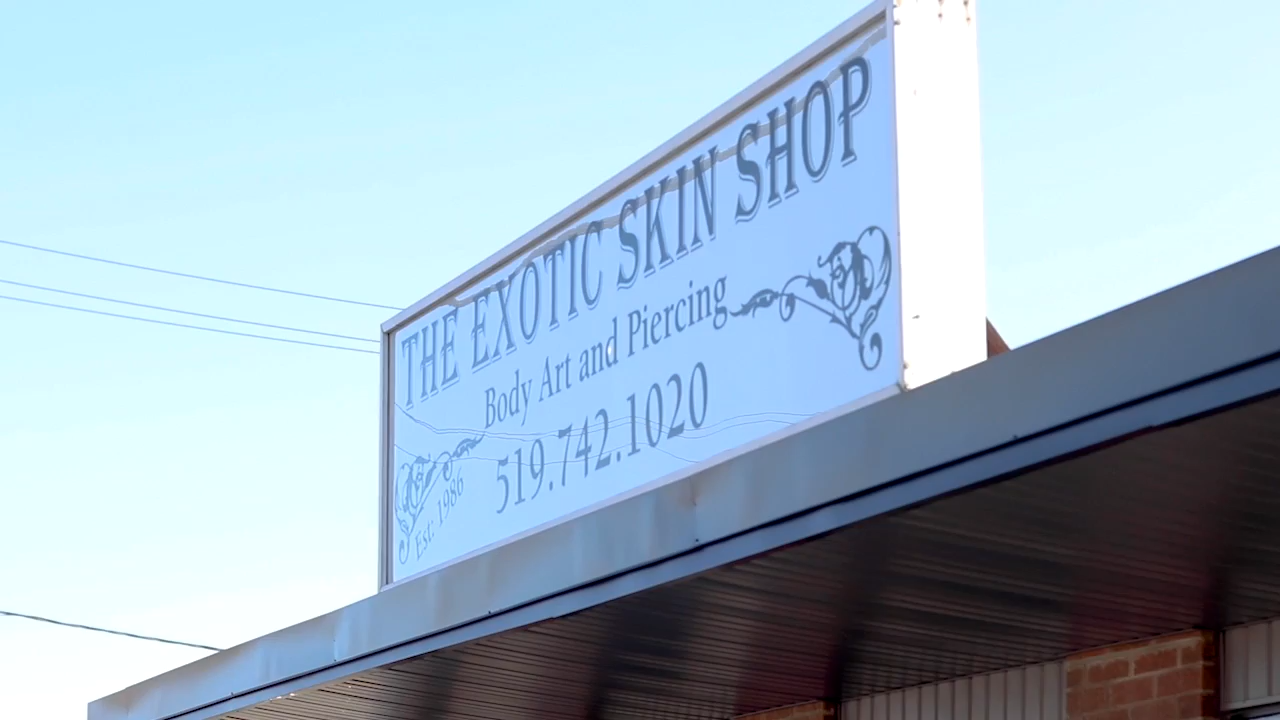 THE EXOTIC SKIN SHOP
Body Art and Piercing
519.742.1020
Est. 1986